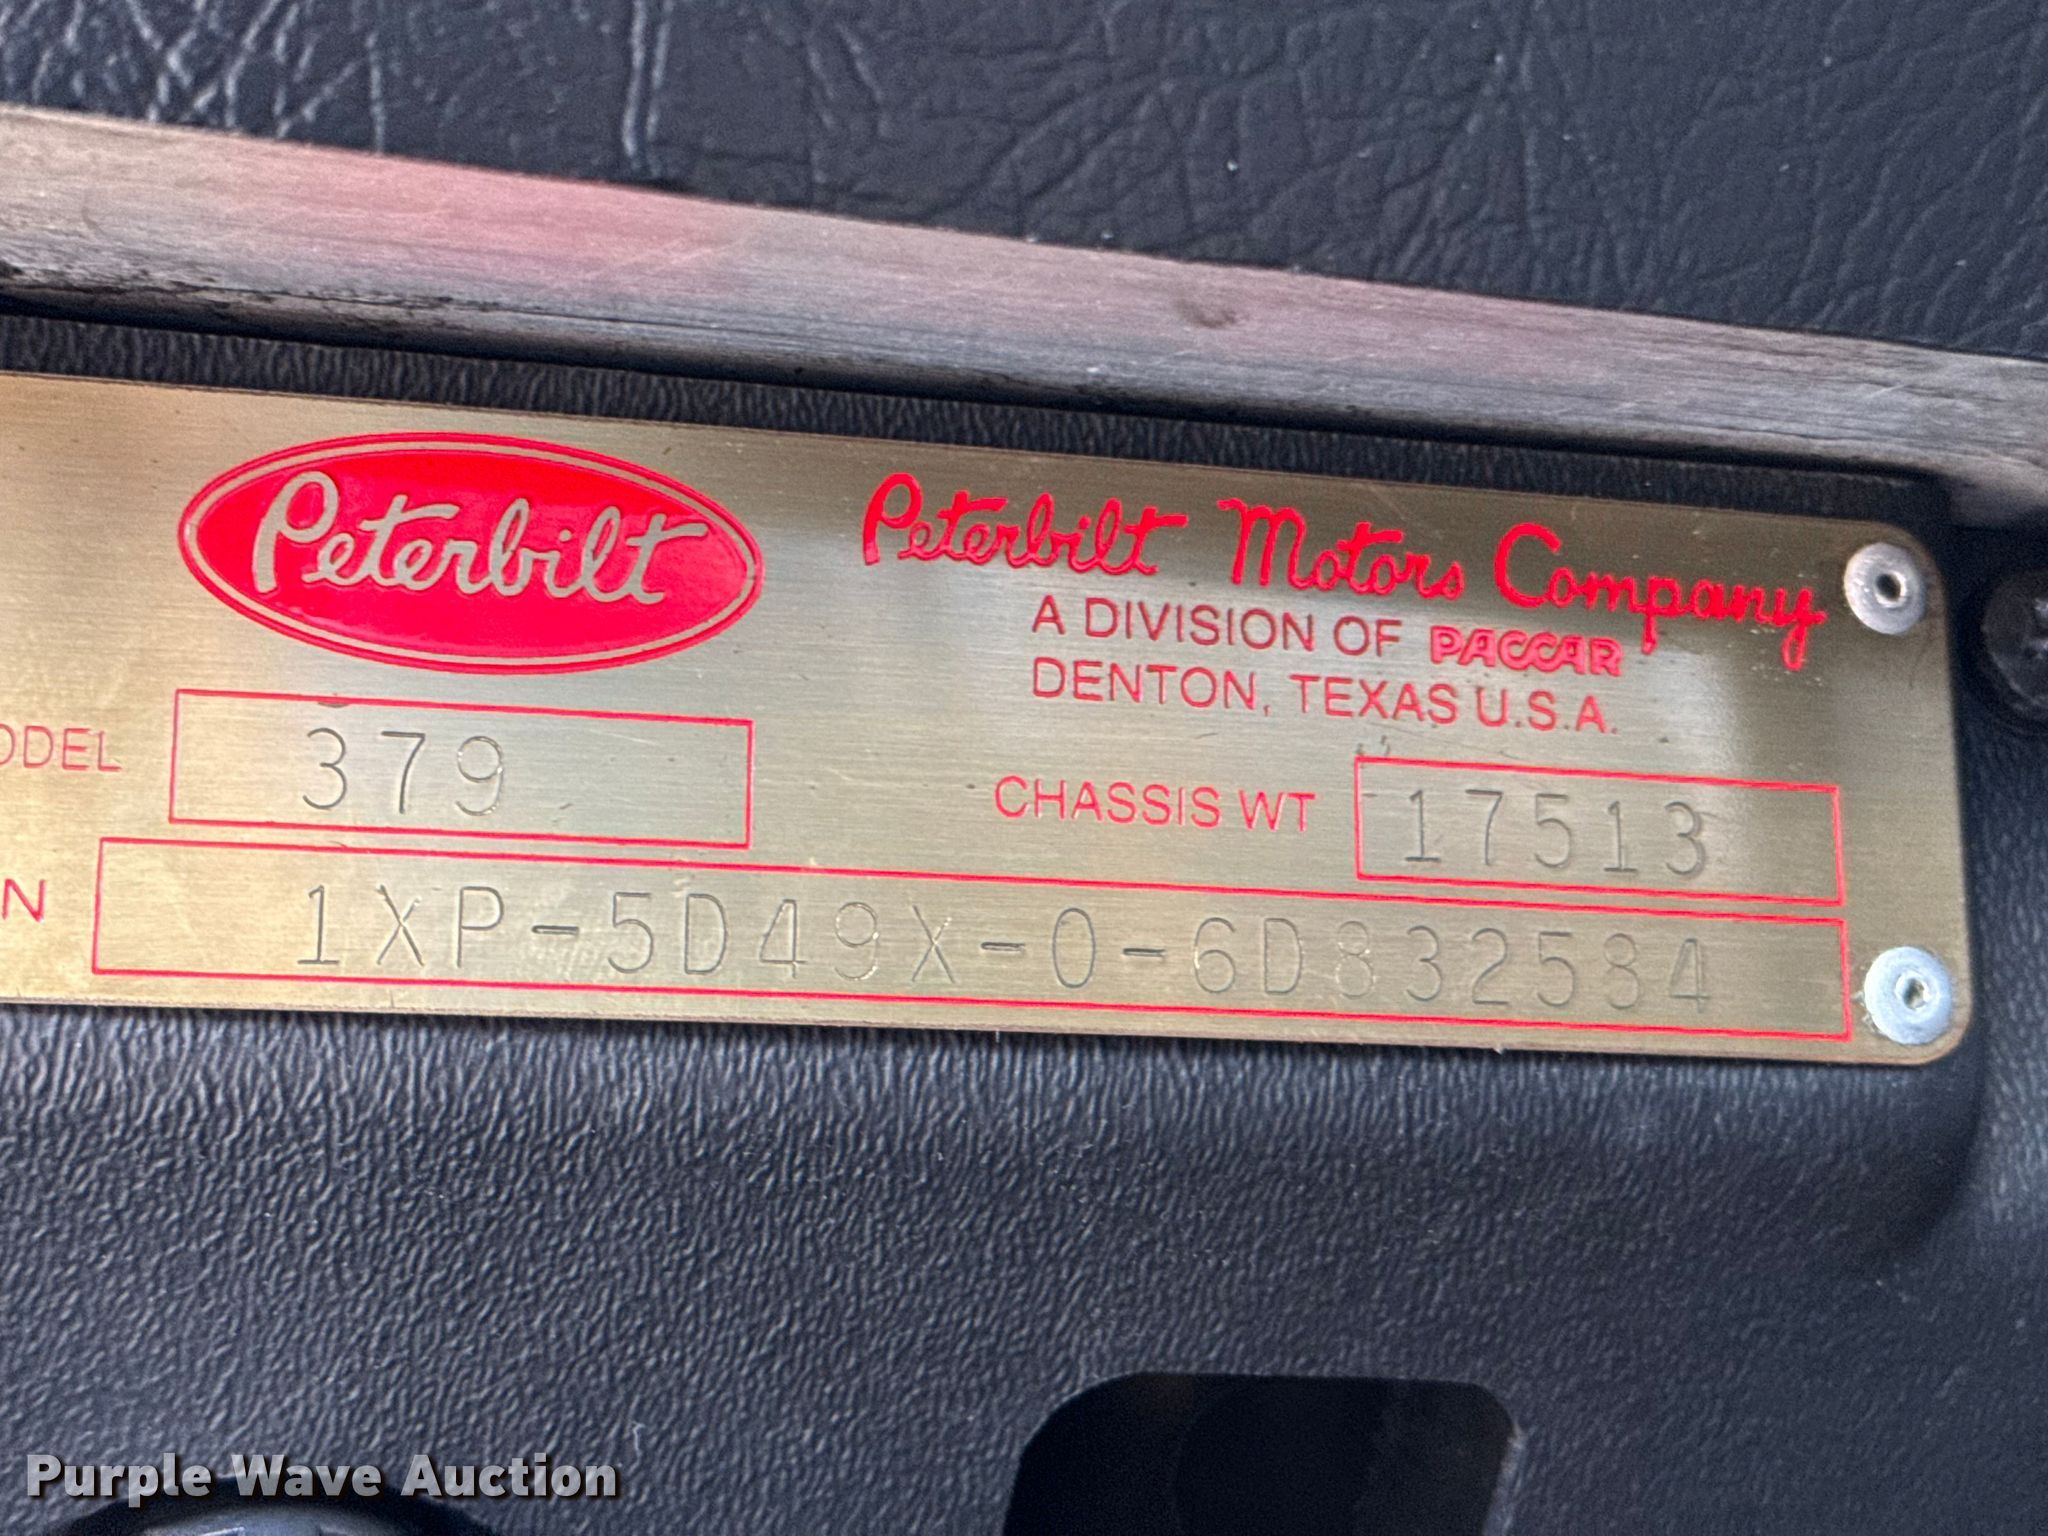 Peterbilt
Peterbilt Motors Company
A DIVISION OF PACCAR
DENTON, TEXAS U.S.A.
ODEL 379
CHASSIS WT 17513
N 1XP-5D49X-0-6D832584
Purple Wave Auction